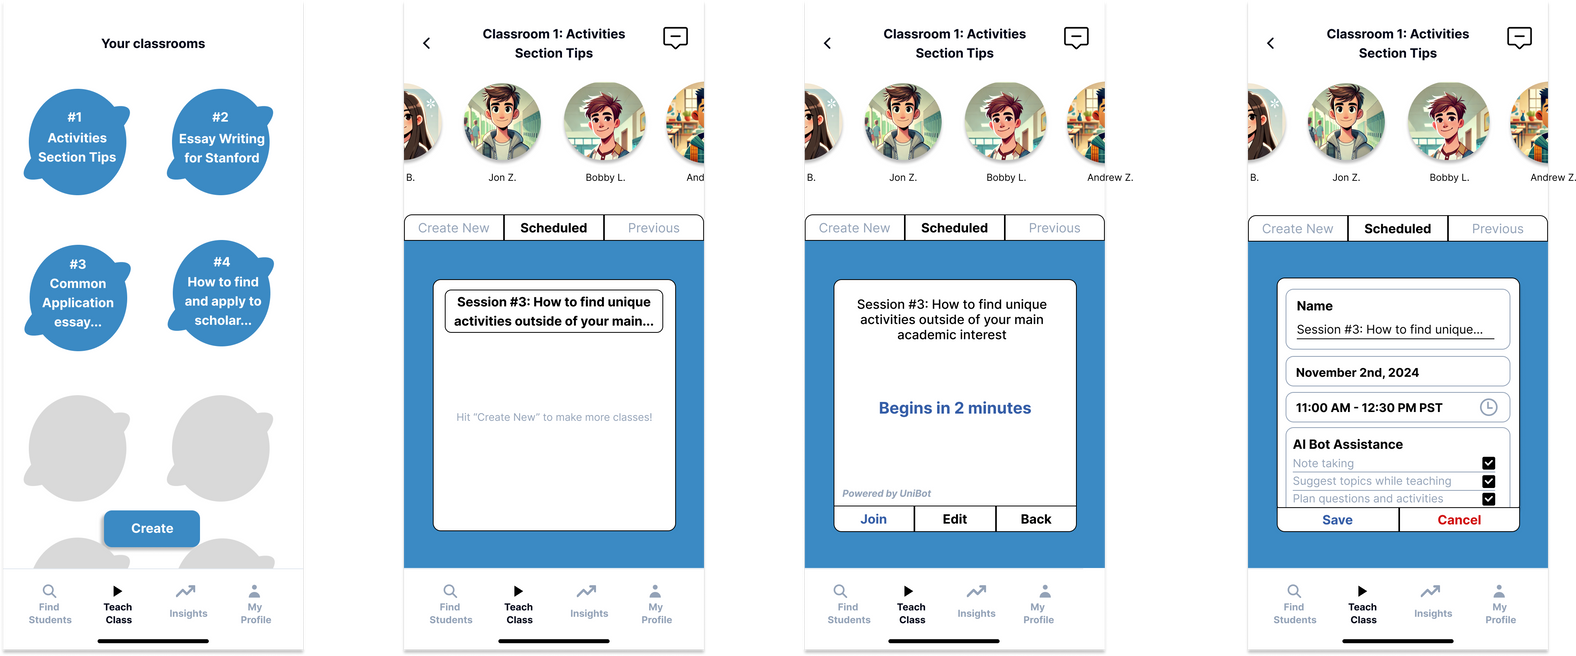 Your classrooms
#1
Activities
Section Tips
#2
Essay Writing
for Stanford
#3
Common
Application
essay...
#4
How to find
and apply to
scholar...
Create
Find
Students
Teach
Class
Insights
My
Profile
Classroom 1: Activities
Section Tips
B.
Jon Z.
Bobby L.
And
Create New
Scheduled
Previous
Session #3: How to find unique
activities outside of your main...
Hit "Create New" to make more classes!
Find
Students
Teach
Class
Insights
My
Profile
Classroom 1: Activities
Section Tips
B.
Jon Z.
Bobby L.
Andrew Z.
Create New
Scheduled
Previous
Session #3: How to find unique
activities outside of your main
academic interest
Begins in 2 minutes
Powered by UniBot
Join
Edit
Back
Find
Students
Teach
Class
Insights
My
Profile
Classroom 1: Activities
Section Tips
B.
Jon Z.
Bobby L.
Andrew Z.
Create New
Scheduled
Previous
Name
Session #3: How to find unique...
November 2nd, 2024
11:00 AM - 12:30 PM PST
AI Bot Assistance
Note taking
Suggest topics while teaching
Plan questions and activities
Save
Cancel
Find
Students
Teach
Class
Insights
My
Profile